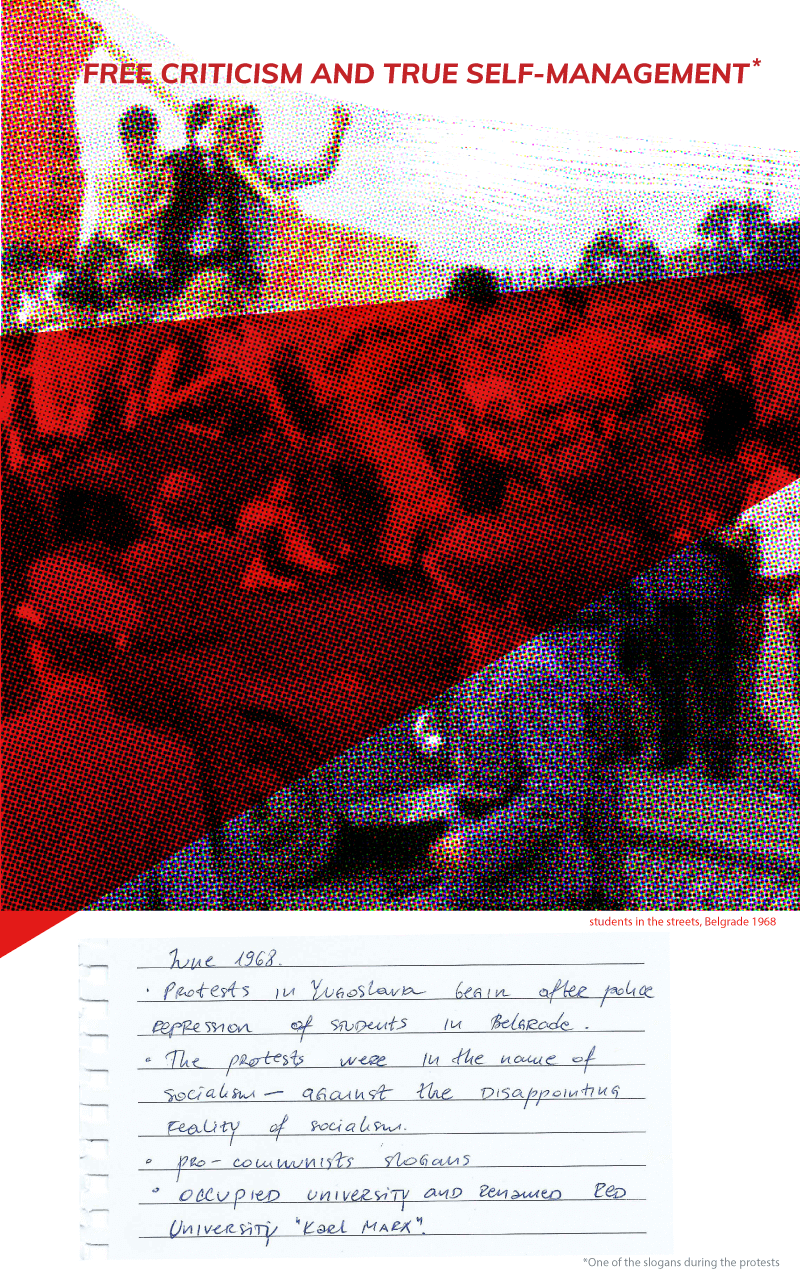 FREE CRITICISM AND TRUE SELF-MANAGEMENT*
students in the streets, Belgrade 1968
June 1968.
• Protests in Yugoslavia begin after police
repression of students in Belgrade.
• The protests were in the name of
socialism — against the disappointing
reality of socialism.
• pro-communists slogans
• OCCUPIED UNIVERSITY and renamed RED
University "Karl MARX".
*One of the slogans during the protests